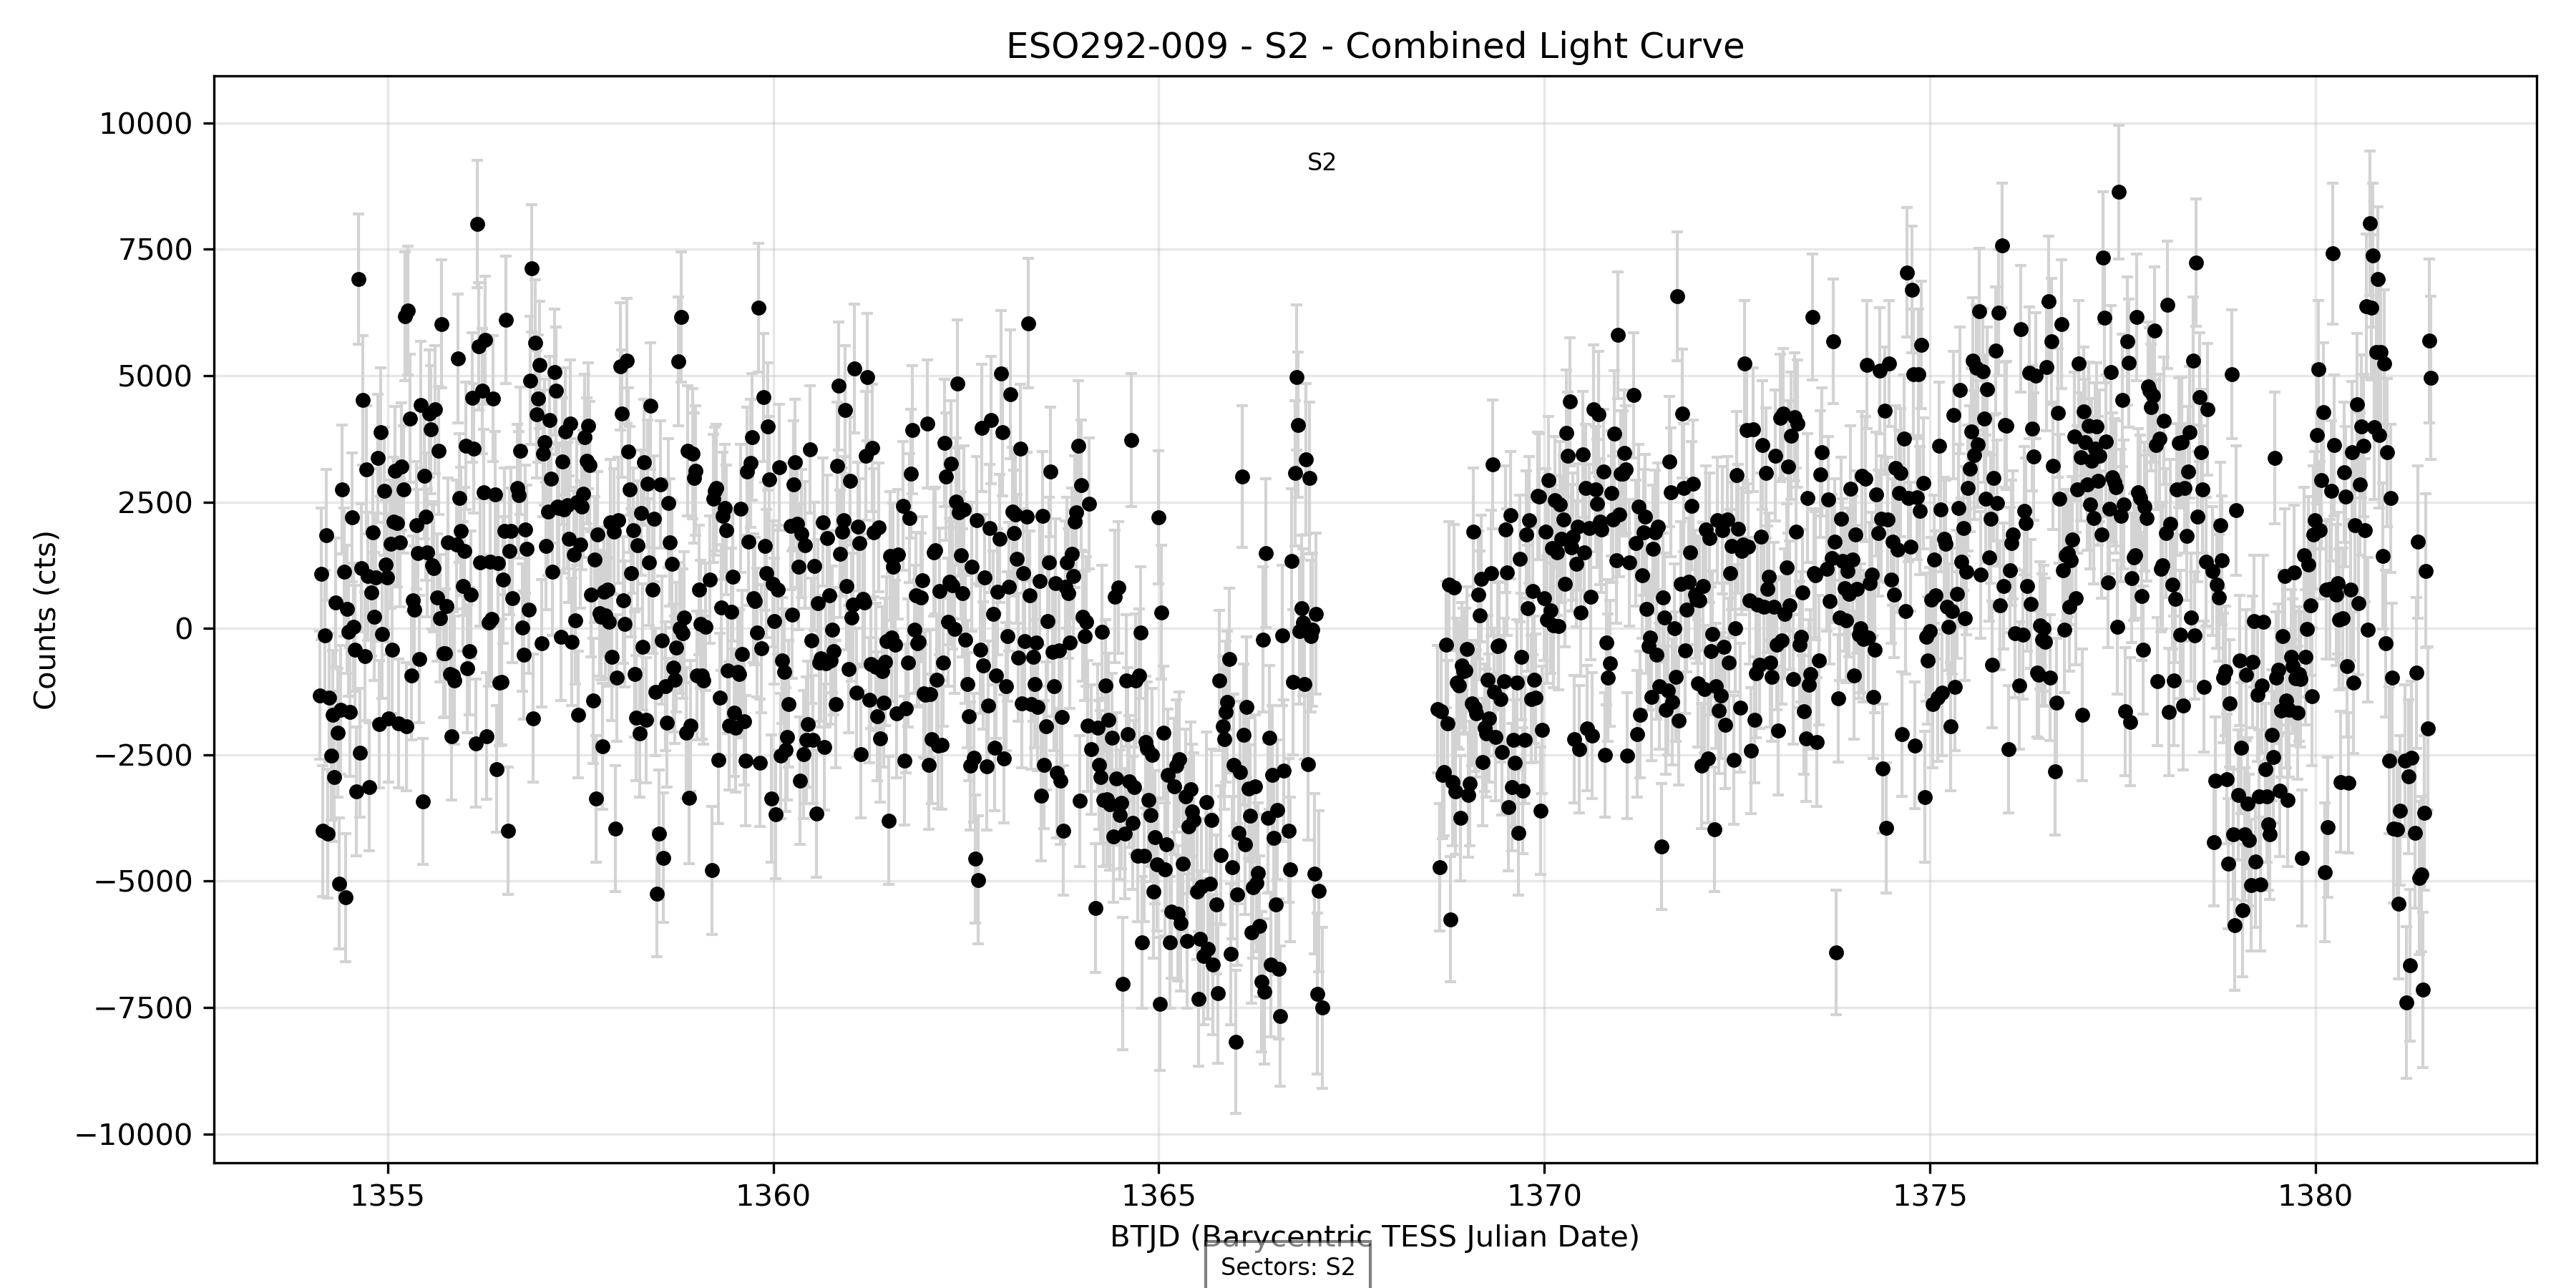 ESO292-009 - S2 - Combined Light Curve
10000
7500
5000
2500
0
−2500
−5000
−7500
−10000
Counts (cts)
S2
1355 1360 1365 1370 1375 1380
BTJD (Barycentric TESS Julian Date)
Sectors: S2